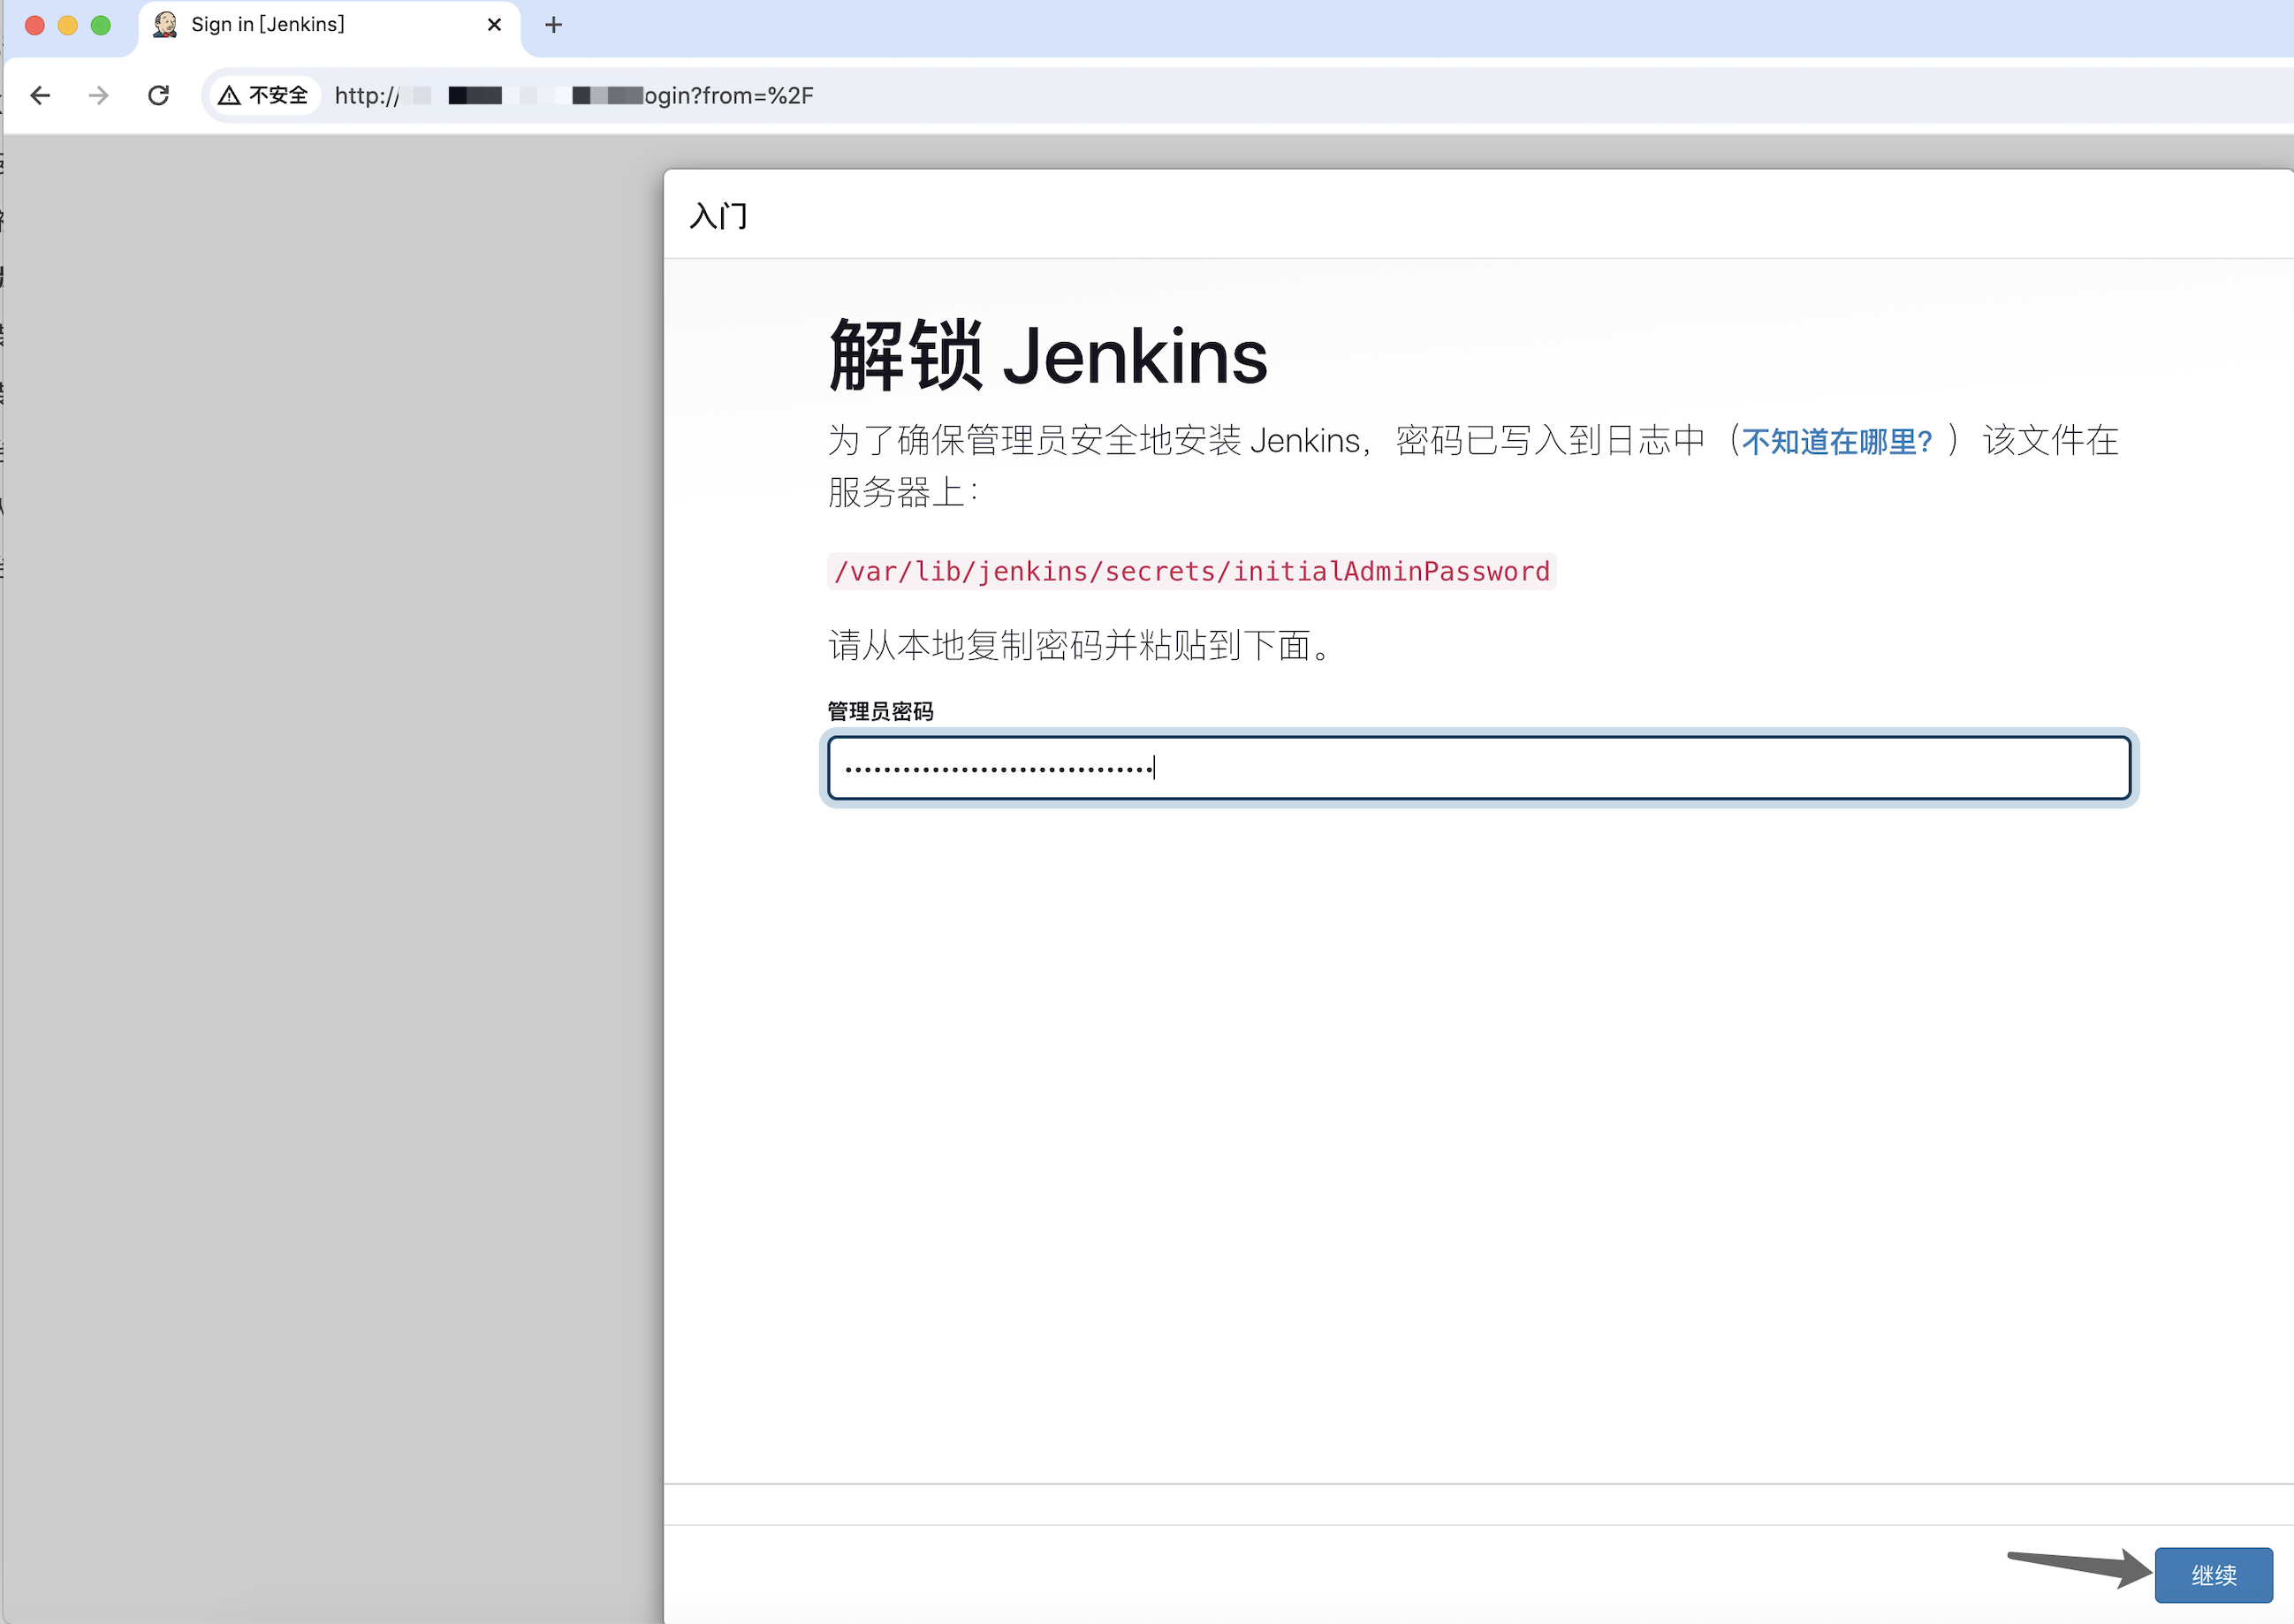 Sign in [Jenkins]
不安全 http:// ogin?from=%2F
入门
解锁 Jenkins
为了确保管理员安全地安装 Jenkins，密码已写入到日志中（不知道在哪里？）该文件在
服务器上：
/var/lib/jenkins/secrets/initialAdminPassword
请从本地复制密码并粘贴到下面。
管理员密码
继续